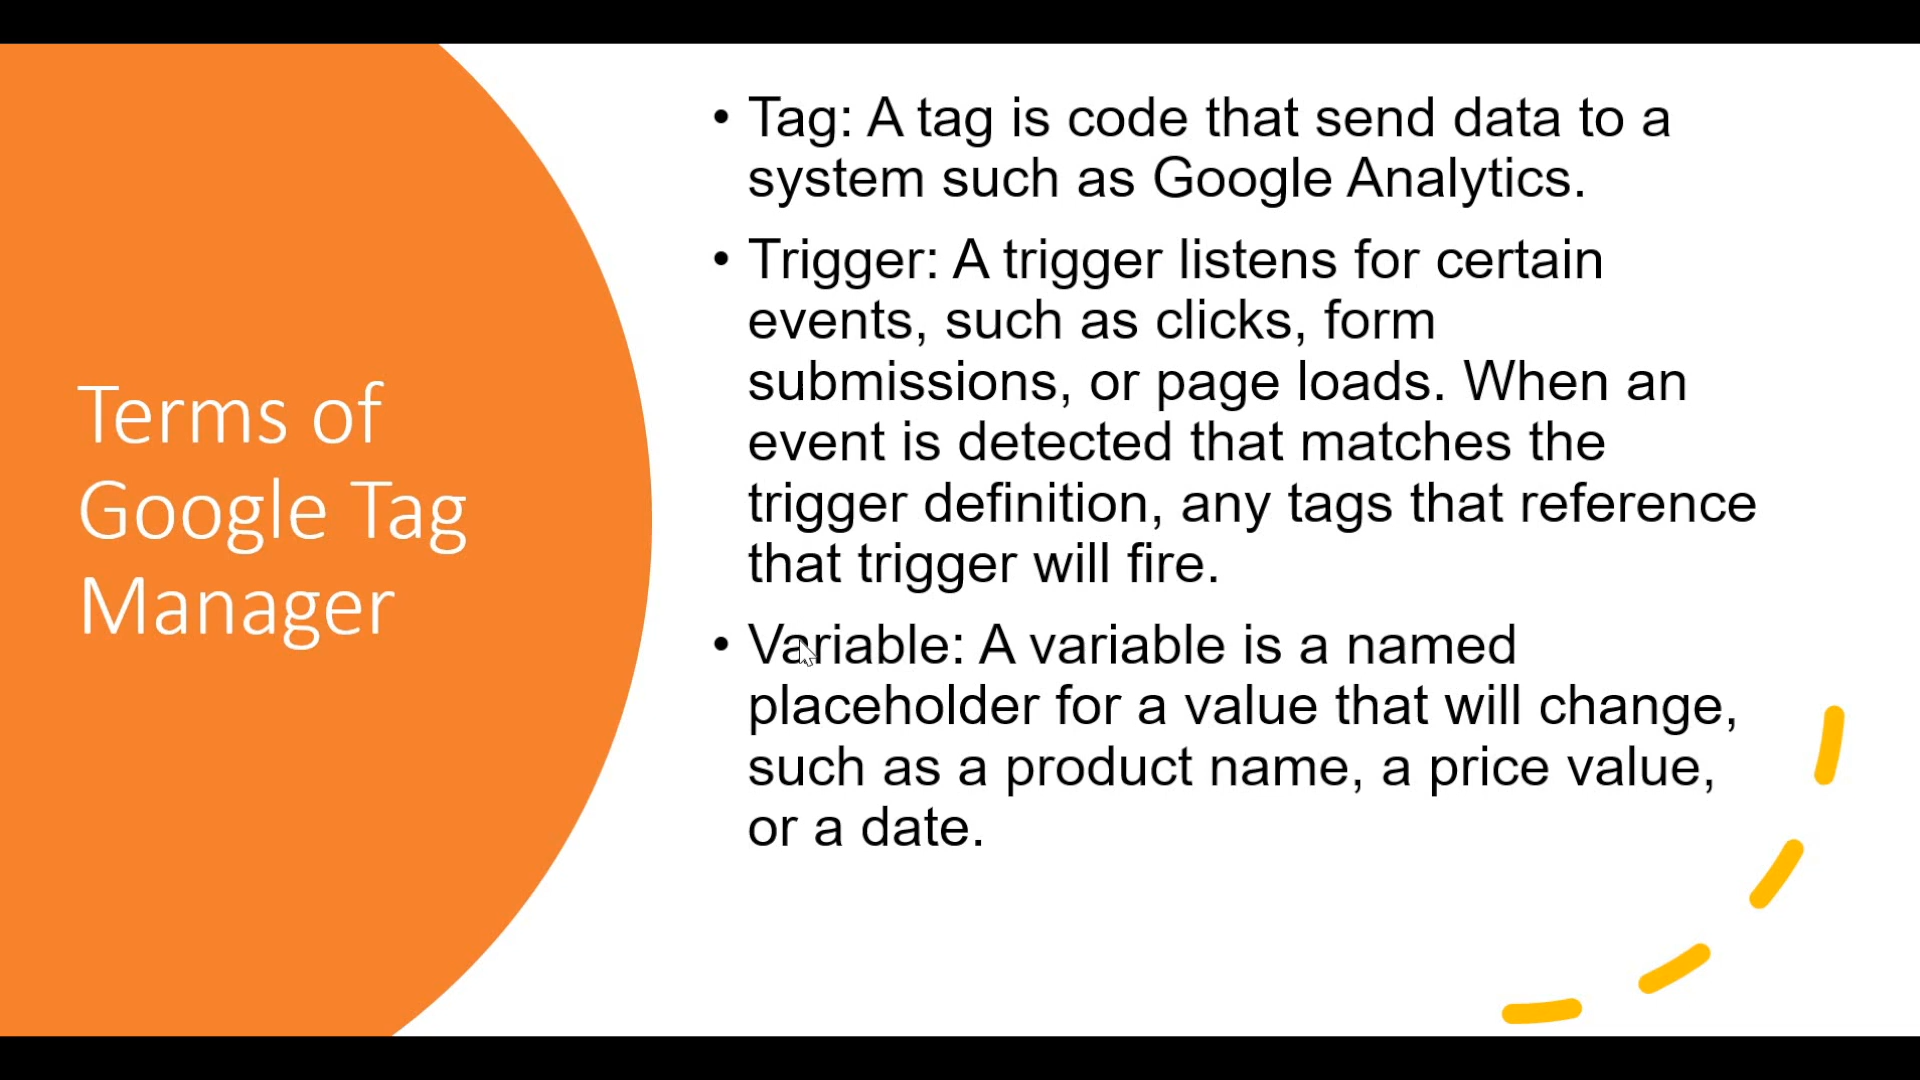 Terms of
Google Tag
Manager
• Tag: A tag is code that send data to a
system such as Google Analytics.
• Trigger: A trigger listens for certain
events, such as clicks, form
submissions, or page loads. When an
event is detected that matches the
trigger definition, any tags that reference
that trigger will fire.
• Variable: A variable is a named
placeholder for a value that will change,
such as a product name, a price value,
or a date.